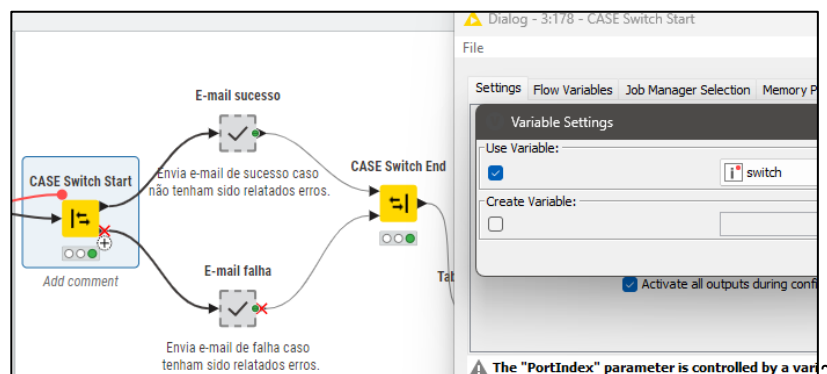 Dialog - 3:178 - CASE Switch Start
File
Settings Flow Variables Job Manager Selection Memory P
Variable Settings
Use Variable:
switch
Create Variable:
Activate all outputs during confi
The "PortIndex" parameter is controlled by a vari
E-mail sucesso
Envia e-mail de sucesso caso
não tenham sido relatados erros.
CASE Switch Start
Add comment
CASE Switch End
E-mail falha
Envia e-mail de falha caso
tenham sido relatados erros.
Tab